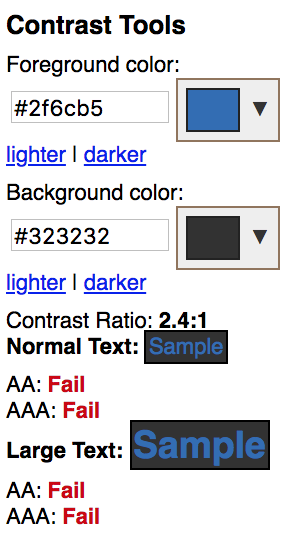 Contrast Tools
Foreground color:
#2f6cb5 ▼
lighter | darker
Background color:
#323232 ▼
lighter | darker
Contrast Ratio: 2.4:1
Normal Text: Sample
AA: Fail
AAA: Fail
Large Text: Sample
AA: Fail
AAA: Fail